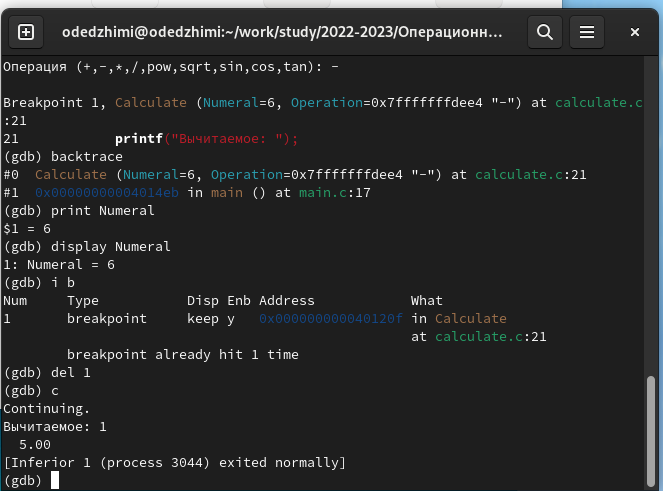 odedzhimi@odedzhimi:~/work/study/2022-2023/Операционн...
Операция (+,-,*,/,pow,sqrt,sin,cos,tan): -
Breakpoint 1, Calculate (Numeral=6, Operation=0x7fffffffdee4 "-") at calculate.c
:21
21            printf("Вычитаемое: ");
(gdb) backtrace
#0  Calculate (Numeral=6, Operation=0x7fffffffdee4 "-") at calculate.c:21
#1  0x00000000004014eb in main () at main.c:17
(gdb) print Numeral
$1 = 6
(gdb) display Numeral
1: Numeral = 6
(gdb) i b
Num     Type           Disp Enb Address            What
1       breakpoint     keep y   0x000000000040120f in Calculate
                                                   at calculate.c:21
        breakpoint already hit 1 time
(gdb) del 1
(gdb) c
Continuing.
Вычитаемое: 1
  5.00
[Inferior 1 (process 3044) exited normally]
(gdb)